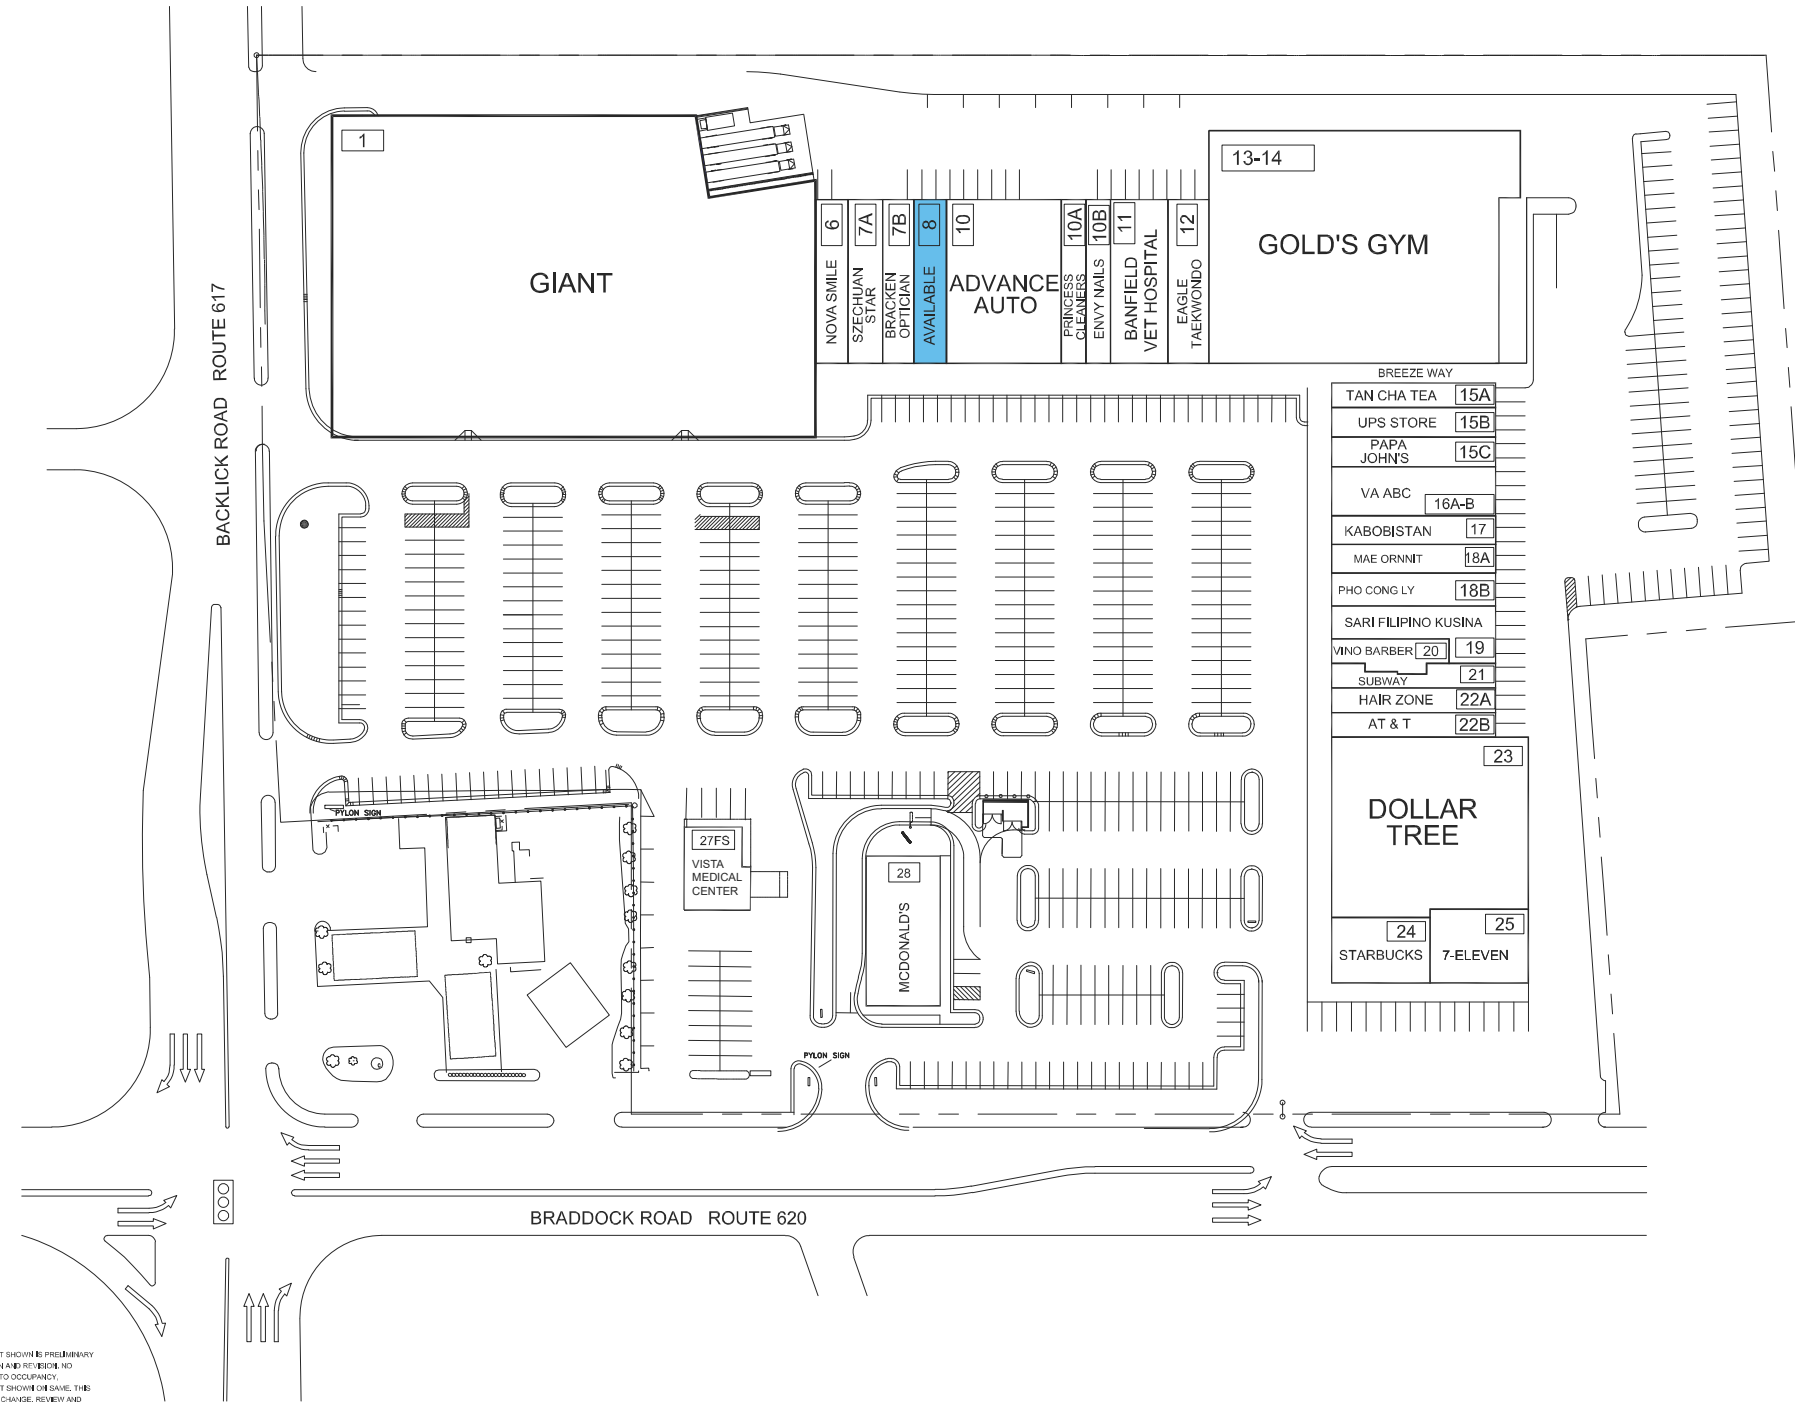 1
GIANT
6
NOVA SMILE
7A
SZECHUAN
STAR
7B
BRACKEN
OPTICIAN
8
AVAILABLE
10
ADVANCE
AUTO
10A
PRINCESS
CLEANERS
10B
ENVY NAILS
11
BANFIELD
VET HOSPITAL
12
EAGLE
TAEKWONDO
13-14
GOLD'S GYM
BREEZE WAY
TAN CHA TEA 15A
UPS STORE 15B
PAPA
JOHN'S 15C
VA ABC
16A-B
KABOBISTAN 17
MAE ORNNIT 18A
PHO CONG LY 18B
SARI FILIPINO KUSINA
19
VINO BARBER 20
SUBWAY 21
HAIR ZONE 22A
AT & T 22B
23
DOLLAR
TREE
24
STARBUCKS
25
7-ELEVEN
BACKLICK ROAD ROUTE 617
PYLON SIGN
27FS
VISTA
MEDICAL
CENTER
28
MCDONALD'S
PYLON SIGN
BRADDOCK ROAD ROUTE 620
T SHOWN IS PRELIMINARY
N AND REVISION. NO
TO OCCUPANCY,
T SHOWN ON SAME. THIS
CHANGE, REVIEW AND